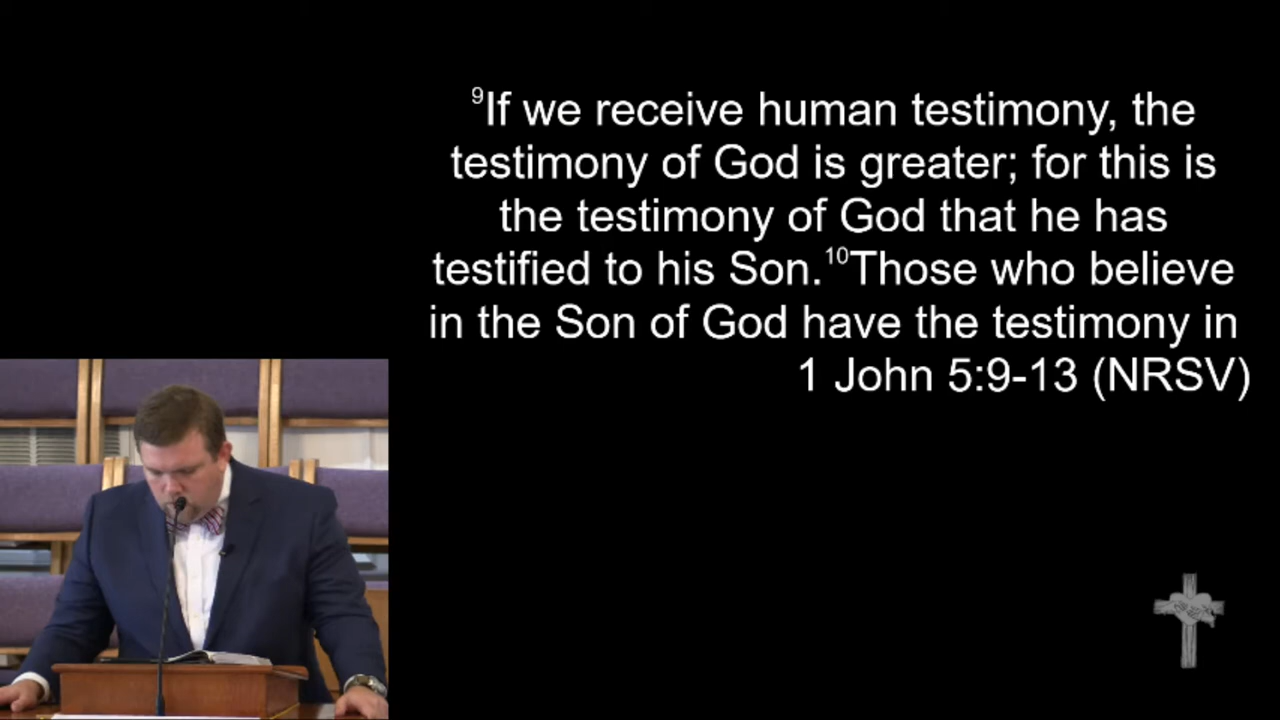 ⁹If we receive human testimony, the
testimony of God is greater; for this is
the testimony of God that he has
testified to his Son.¹⁰Those who believe
in the Son of God have the testimony in
1 John 5:9-13 (NRSV)